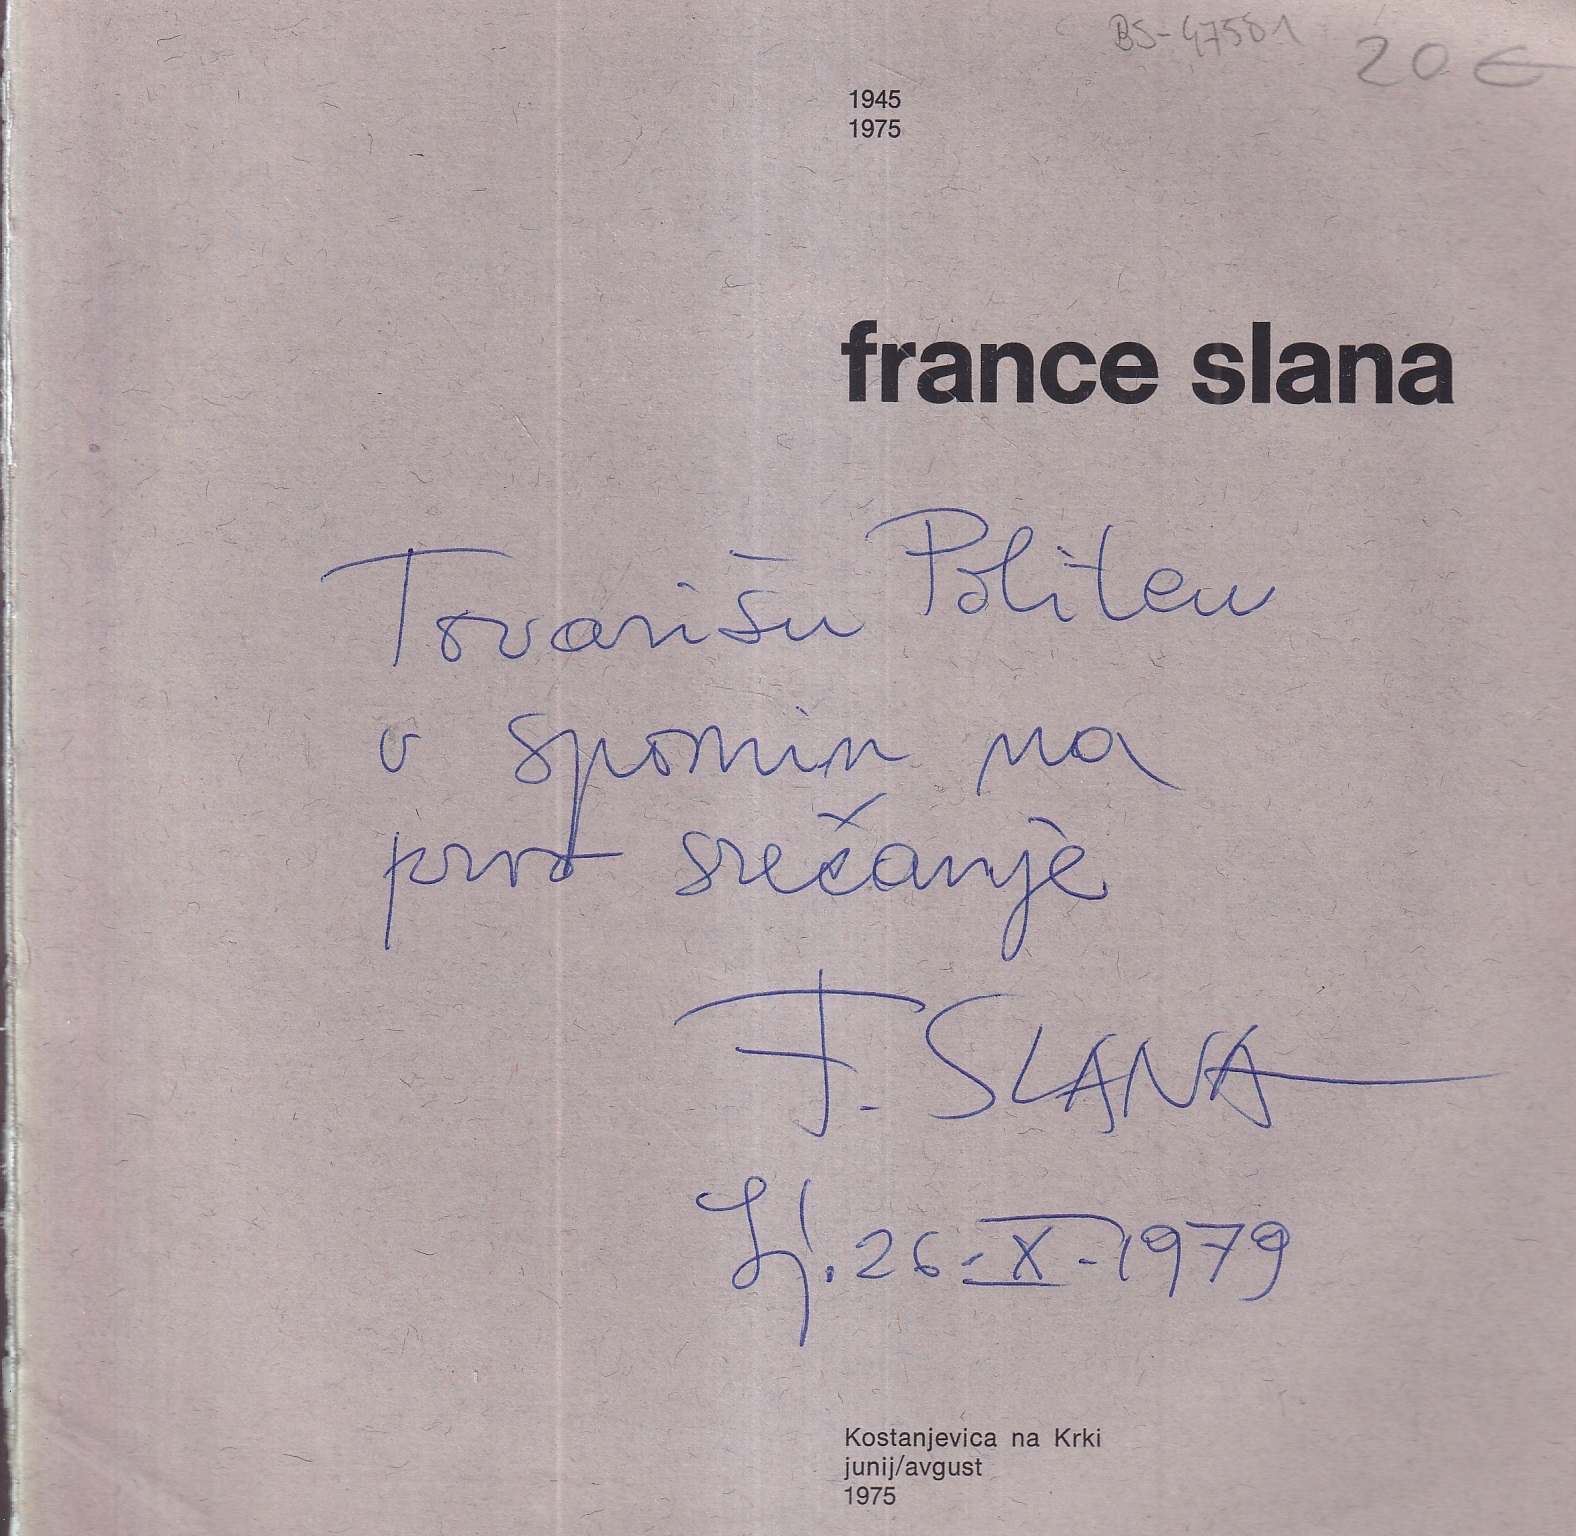 BS-47581
20 €
1945
1975
france slana
Tovarišu Politeu
v spomin na
prvo srečanje
F. SLANA
Lj. 26-X-1979
Kostanjevica na Krki
junij/avgust
1975